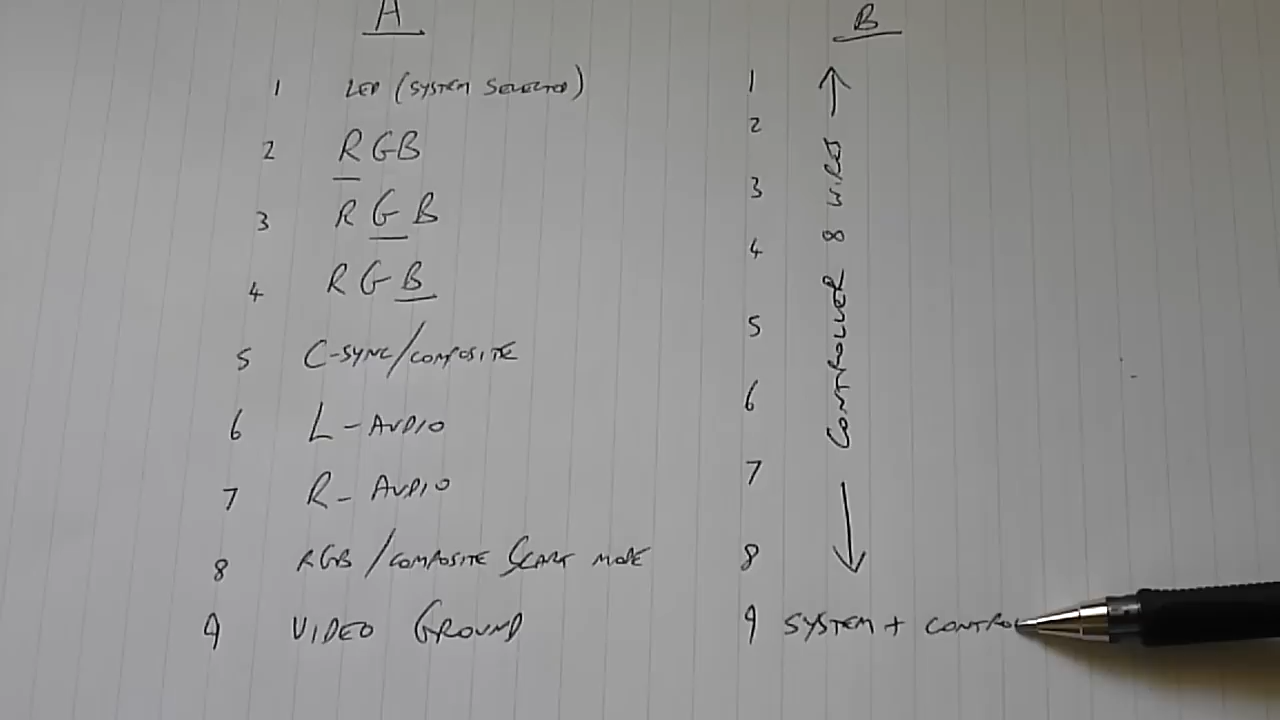 A
1 LED (SYSTEM SELECTOR)
2 RGB
3 RGB
4 RGB
5 C-SYNC/COMPOSITE
6 L-AUDIO
7 R-AUDIO
8 RGB/COMPOSITE SCART MODE
9 VIDEO GROUND
B
1
2
3
4
5
6
7
8
CONTROLLER 8 WIRES
9 SYSTEM + CONTROL